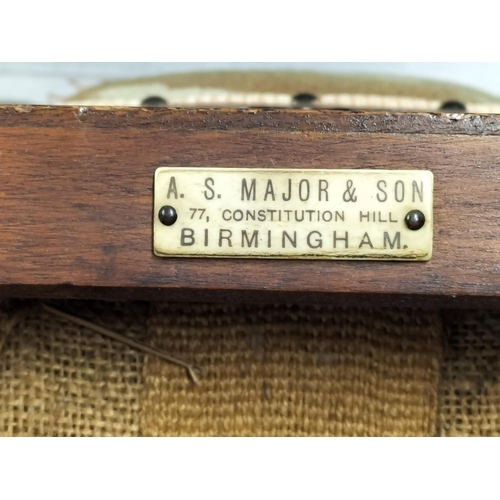 A. S. MAJOR & SON
77, CONSTITUTION HILL
BIRMINGHAM.